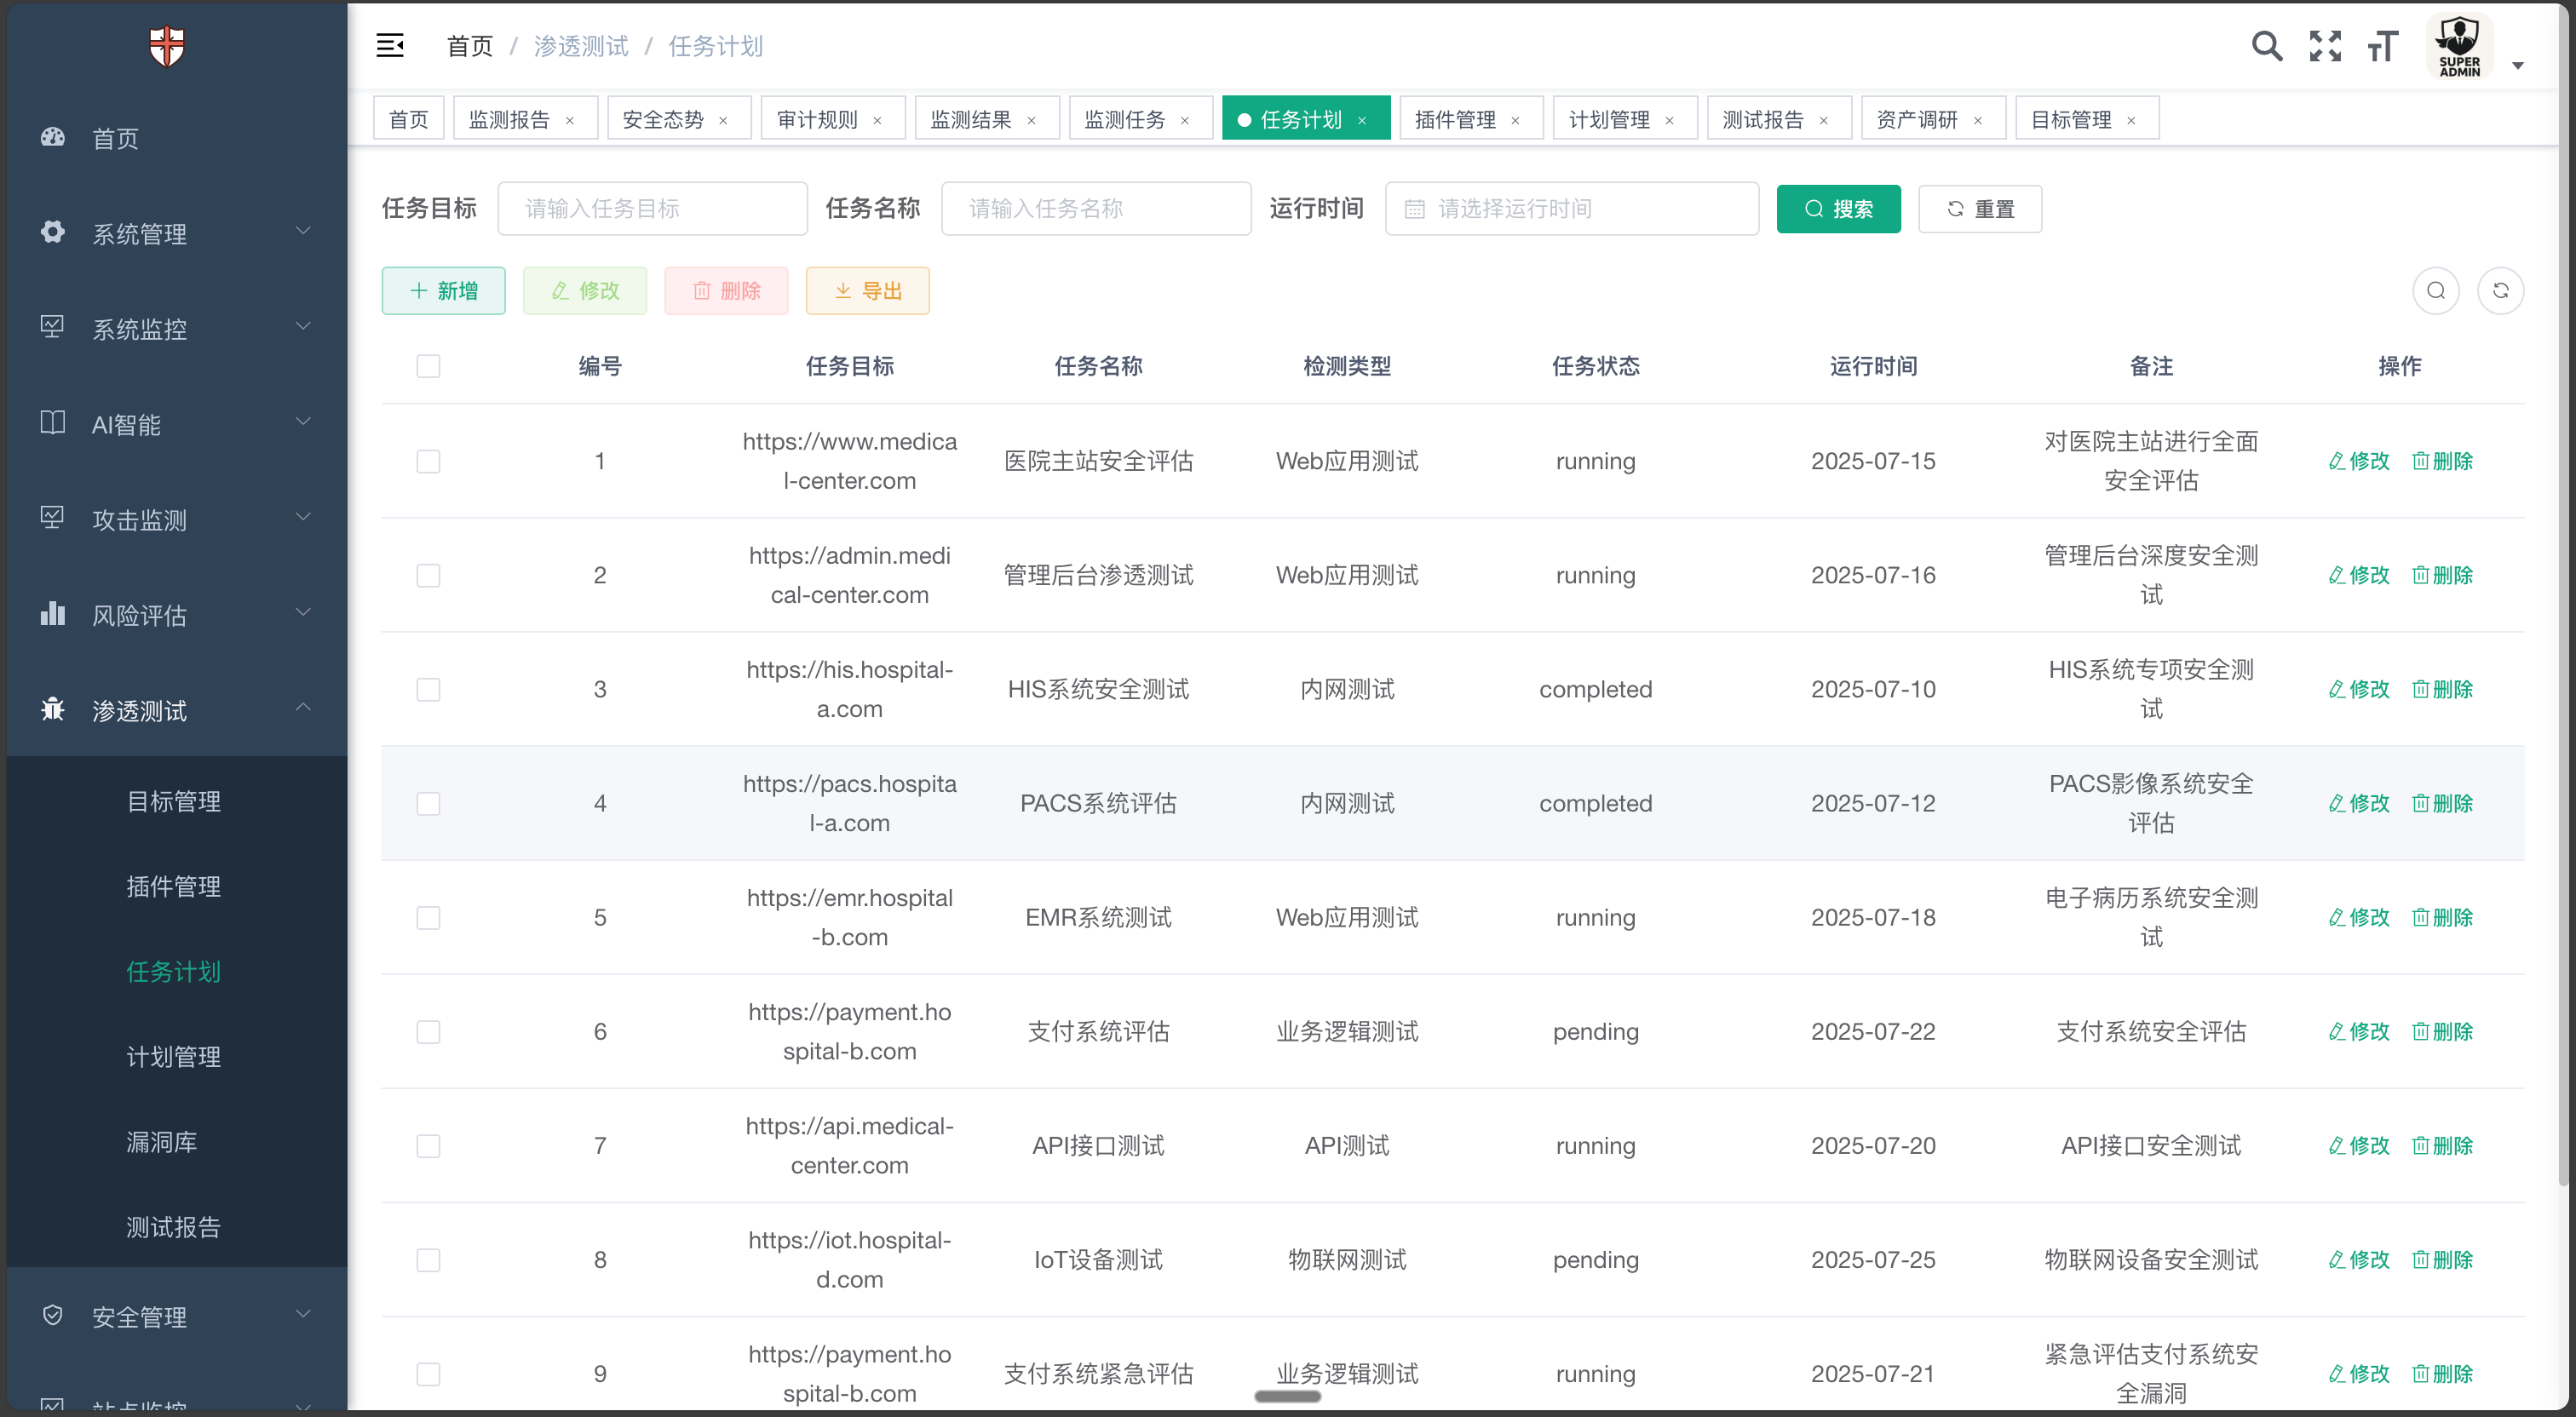 首页 / 渗透测试 / 任务计划
SUPER
ADMIN
首页
系统管理
系统监控
AI智能
攻击监测
风险评估
渗透测试
目标管理
插件管理
任务计划
计划管理
漏洞库
测试报告
安全管理
站点监控
首页 监测报告 × 安全态势 × 审计规则 × 监测结果 × 监测任务 × 任务计划 × 插件管理 × 计划管理 × 测试报告 × 资产调研 × 目标管理 ×
任务目标 请输入任务目标 任务名称 请输入任务名称 运行时间 请选择运行时间 搜索 重置
新增 修改 删除 导出
编号 任务目标 任务名称 检测类型 任务状态 运行时间 备注 操作
1 https://www.medica
l-center.com 医院主站安全评估 Web应用测试 running 2025-07-15 对医院主站进行全面
安全评估 修改 删除
2 https://admin.medi
cal-center.com 管理后台渗透测试 Web应用测试 running 2025-07-16 管理后台深度安全测
试 修改 删除
3 https://his.hospital-
a.com HIS系统安全测试 内网测试 completed 2025-07-10 HIS系统专项安全测
试 修改 删除
4 https://pacs.hospita
l-a.com PACS系统评估 内网测试 completed 2025-07-12 PACS影像系统安全
评估 修改 删除
5 https://emr.hospital
-b.com EMR系统测试 Web应用测试 running 2025-07-18 电子病历系统安全测
试 修改 删除
6 https://payment.ho
spital-b.com 支付系统评估 业务逻辑测试 pending 2025-07-22 支付系统安全评估 修改 删除
7 https://api.medical-
center.com API接口测试 API测试 running 2025-07-20 API接口安全测试 修改 删除
8 https://iot.hospital-
d.com IoT设备测试 物联网测试 pending 2025-07-25 物联网设备安全测试 修改 删除
9 https://payment.ho
spital-b.com 支付系统紧急评估 业务逻辑测试 running 2025-07-21 紧急评估支付系统安
全漏洞 修改 删除